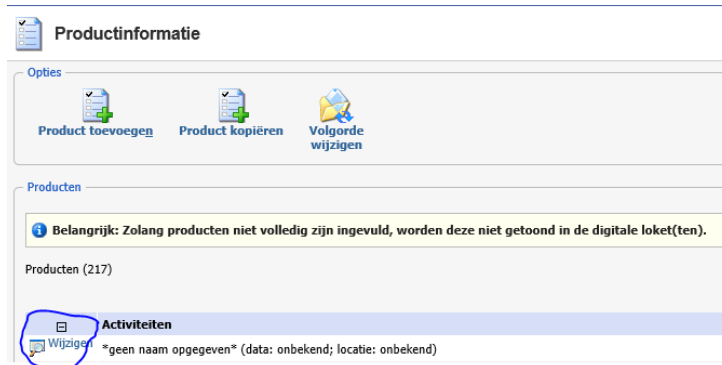 Productinformatie
Opties
Product toevoegen
Product kopiëren
Volgorde
wijzigen
Producten
Belangrijk: Zolang producten niet volledig zijn ingevuld, worden deze niet getoond in de digitale loket(ten).
Producten (217)
Activiteiten
Wijzigen
*geen naam opgegeven* (data: onbekend; locatie: onbekend)